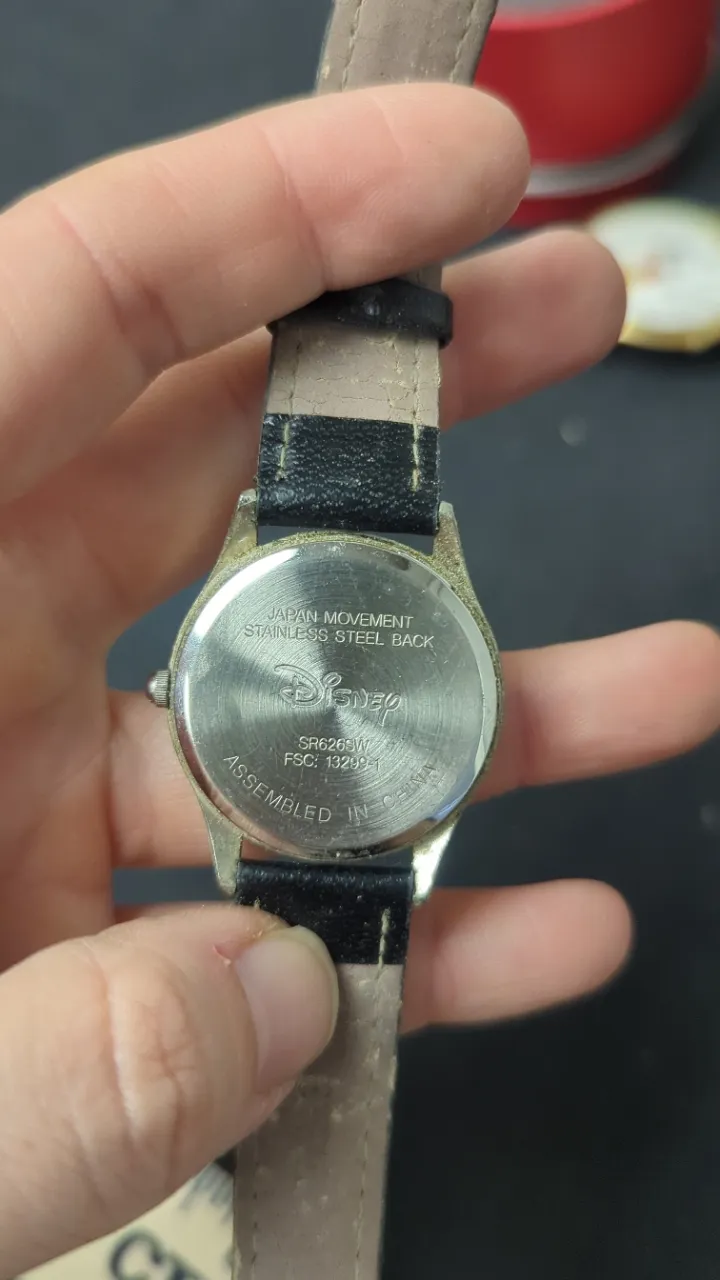 JAPAN MOVEMENT
STAINLESS STEEL BACK
Disney
SR626SW
FSC: 13299-1
ASSEMBLED IN CHINA